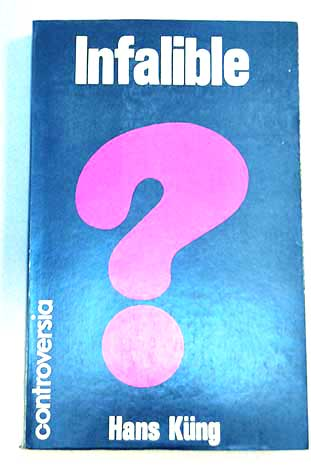 Infalible
?
controversia
Hans Küng